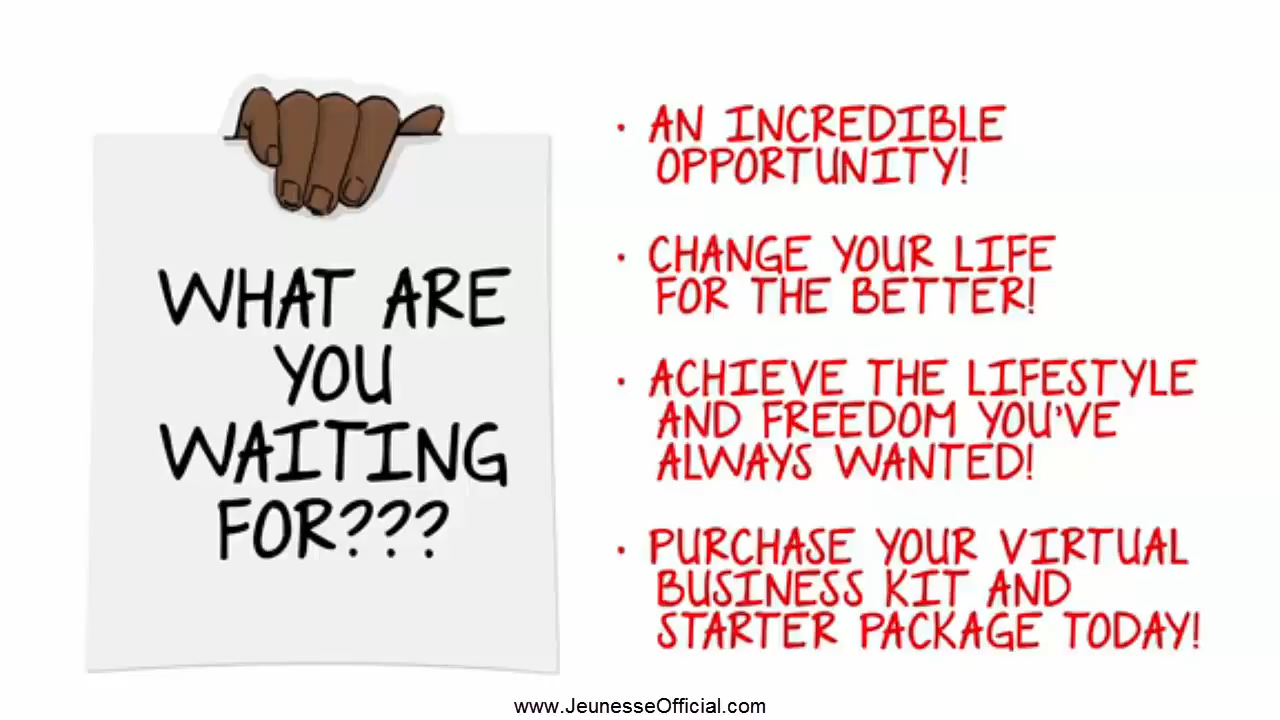 WHAT ARE
YOU
WAITING
FOR???
· AN INCREDIBLE
OPPORTUNITY!
· CHANGE YOUR LIFE
FOR THE BETTER!
· ACHIEVE THE LIFESTYLE
AND FREEDOM YOU'VE
ALWAYS WANTED!
· PURCHASE YOUR VIRTUAL
BUSINESS KIT AND
STARTER PACKAGE TODAY!
www.JeunesseOfficial.com